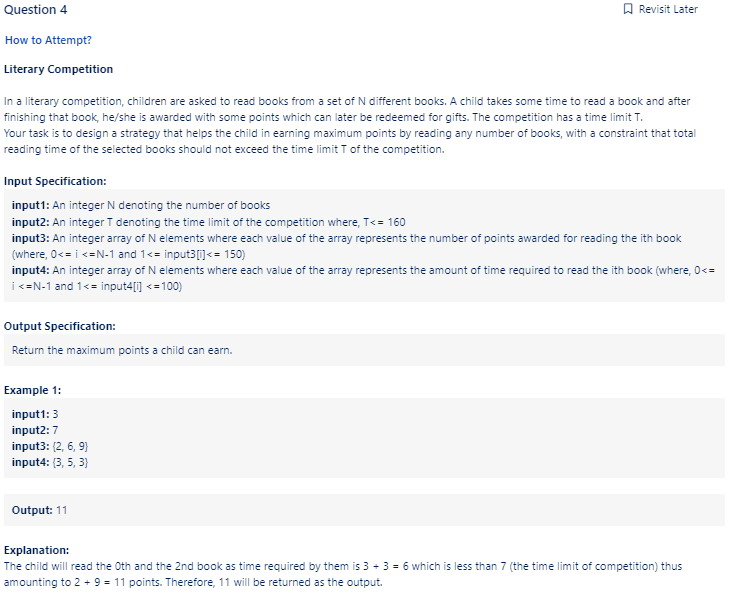 Question 4
Revisit Later
How to Attempt?
Literary Competition
In a literary competition, children are asked to read books from a set of N different books. A child takes some time to read a book and after
finishing that book, he/she is awarded with some points which can later be redeemed for gifts. The competition has a time limit T.
Your task is to design a strategy that helps the child in earning maximum points by reading any number of books, with a constraint that total
reading time of the selected books should not exceed the time limit T of the competition.
Input Specification:
input1: An integer N denoting the number of books
input2: An integer T denoting the time limit of the competition where, T<= 160
input3: An integer array of N elements where each value of the array represents the number of points awarded for reading the ith book
(where, 0<= i <=N-1 and 1<= input3[i]<= 150)
input4: An integer array of N elements where each value of the array represents the amount of time required to read the ith book (where, 0<=
i <=N-1 and 1<= input4[i] <=100)
Output Specification:
Return the maximum points a child can earn.
Example 1:
input1: 3
input2: 7
input3: {2, 6, 9}
input4: {3, 5, 3}
Output: 11
Explanation:
The child will read the 0th and the 2nd book as time required by them is 3 + 3 = 6 which is less than 7 (the time limit of competition) thus
amounting to 2 + 9 = 11 points. Therefore, 11 will be returned as the output.